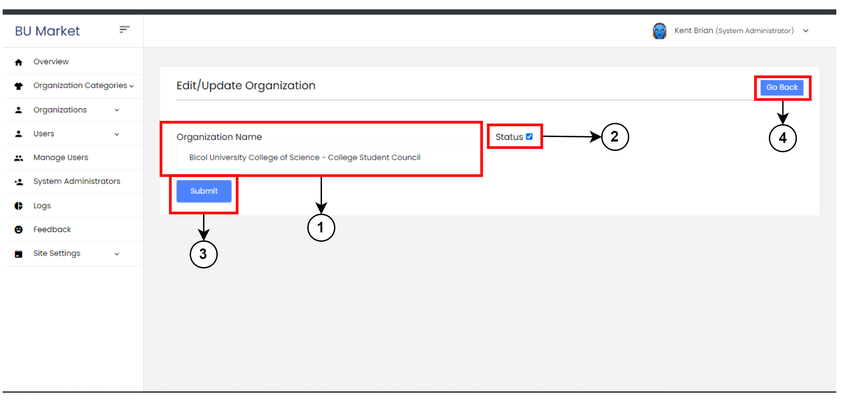 BU Market
Kent Brian (System Administrator)
Overview
Organization Categories
Organizations
Users
Manage Users
System Administrators
Logs
Feedback
Site Settings
Edit/Update Organization
Go Back
4
Organization Name
Status
2
Bicol University College of Science - College Student Council
Submit
1
3